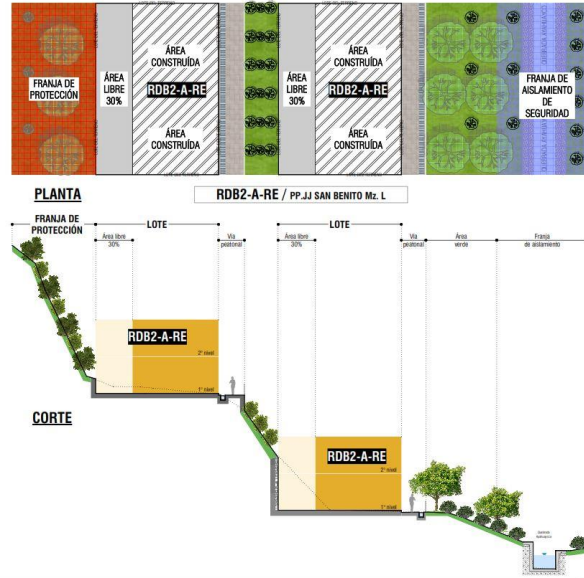 FRANJA DE
PROTECCIÓN
ÁREA
LIBRE
30%
ÁREA
CONSTRUÍDA
RDB2-A-RE
ÁREA
CONSTRUÍDA
ÁREA
LIBRE
30%
ÁREA
CONSTRUÍDA
RDB2-A-RE
ÁREA
CONSTRUÍDA
FRANJA DE
AISLAMIENTO
DE
SEGURIDAD
PLANTA
RDB2-A-RE / PP.JJ SAN BENITO Mz. L
FRANJA DE
PROTECCIÓN
LOTE
Área libre
30%
Vía
peatonal
LOTE
Área libre
30%
Vía
peatonal
Área
verde
Franja
de aislamiento
RDB2-A-RE
2° nivel
1° nivel
CORTE
RDB2-A-RE
2° nivel
1° nivel